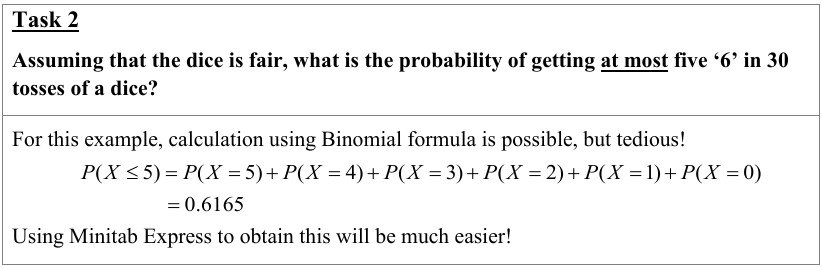 Task 2
Assuming that the dice is fair, what is the probability of getting at most five ‘6’ in 30
tosses of a dice?
For this example, calculation using Binomial formula is possible, but tedious!
P(X ≤ 5) = P(X = 5) + P(X = 4) + P(X = 3) + P(X = 2) + P(X = 1) + P(X = 0)
= 0.6165
Using Minitab Express to obtain this will be much easier!